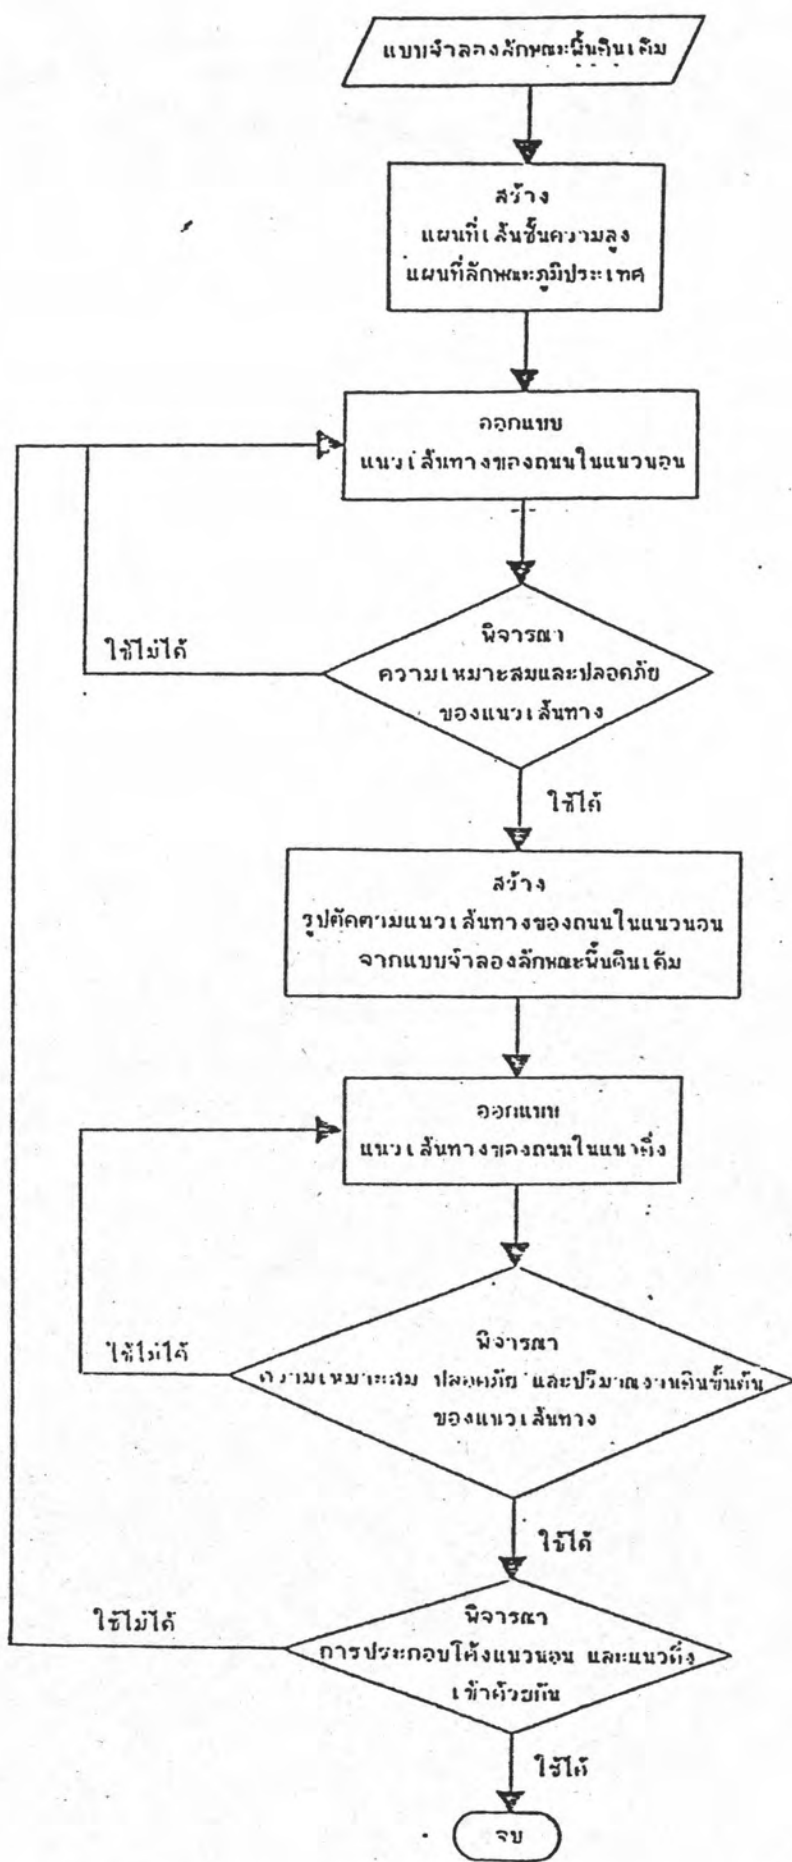 แบบจำลองลักษณะพื้นดินเดิม
สร้าง
แผนที่เส้นชั้นความสูง
แผนที่ลักษณะภูมิประเทศ
ออกแบบ
แนวเส้นทางของถนนในแนวนอน
พิจารณา
ความเหมาะสมและปลอดภัย
ของแนวเส้นทาง
ใช้ไม่ได้
ใช้ได้
สร้าง
รูปตัดตามแนวเส้นทางของถนนในแนวนอน
จากแบบจำลองลักษณะพื้นดินเดิม
ออกแบบ
แนวเส้นทางของถนนในแนวดิ่ง
พิจารณา
ความเหมาะสม ปลอดภัย และปริมาณงานดินขั้นต้น
ของแนวเส้นทาง
ใช้ไม่ได้
ใช้ได้
พิจารณา
การประกอบโค้งแนวนอน และแนวดิ่ง
เข้าด้วยกัน
ใช้ไม่ได้
ใช้ได้
จบ